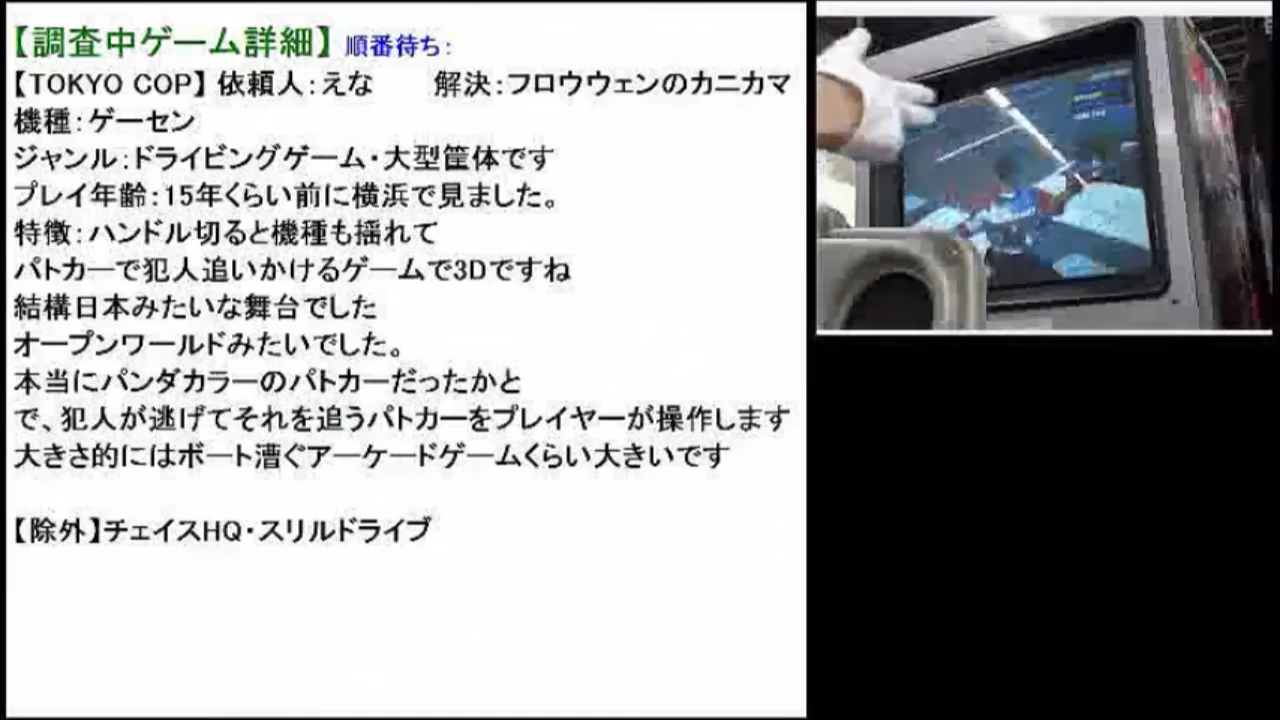 【調査中ゲーム詳細】 順番待ち：
【TOKYO COP】 依頼人：えな　　解決：フロウウェンのカニカマ
機種：ゲーセン
ジャンル：ドライビングゲーム・大型筐体です
プレイ年齢：15年くらい前に横浜で見ました。
特徴：ハンドル切ると機種も揺れて
パトカーで犯人追いかけるゲームで3Dですね
結構日本みたいな舞台でした
オープンワールドみたいでした。
本当にパンダカラーのパトカーだったかと
で、犯人が逃げてそれを追うパトカーをプレイヤーが操作します
大きさ的にはボート漕ぐアーケードゲームくらい大きいです
【除外】チェイスHQ・スリルドライブ